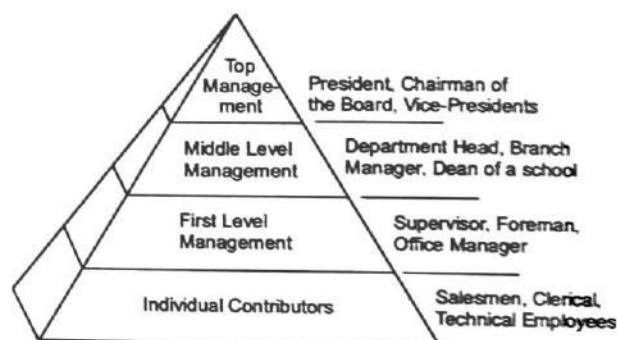 Top
Manage-
ment
President, Chairman of
the Board, Vice-Presidents
Middle Level
Management
Department Head, Branch
Manager, Dean of a school
First Level
Management
Supervisor, Foreman,
Office Manager
Individual Contributors
Salesmen, Clerical,
Technical Employees